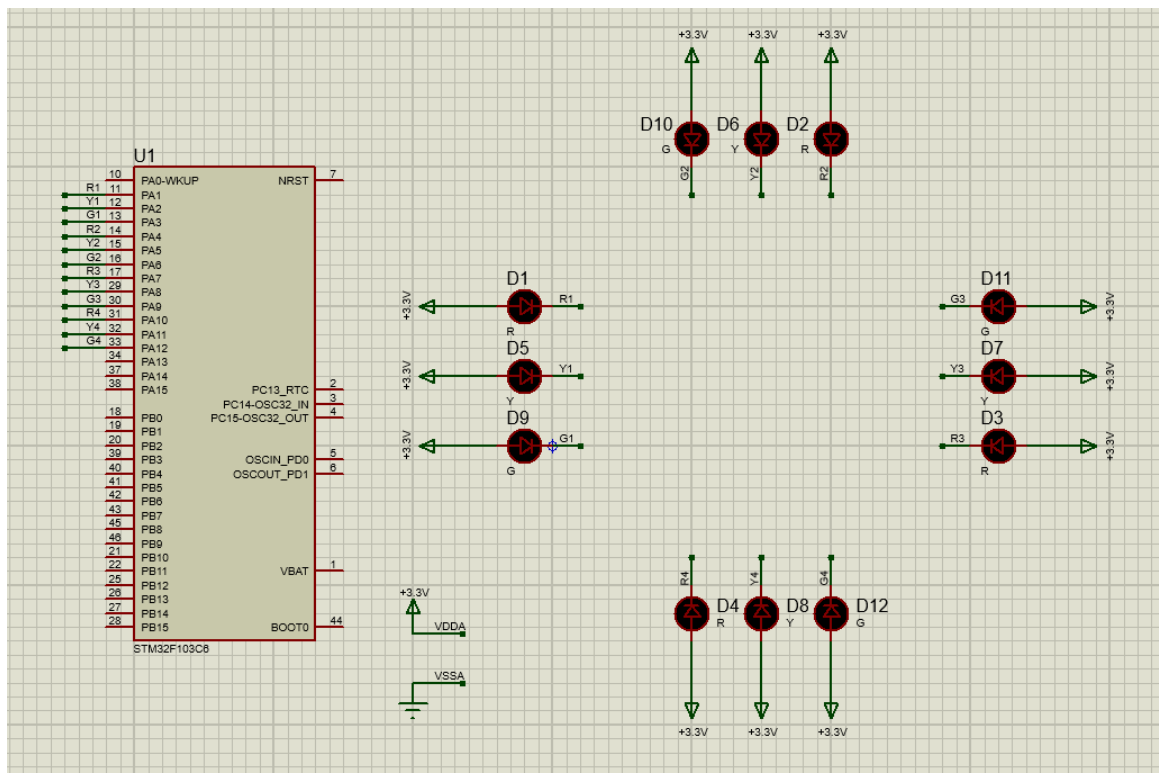 +3.3V +3.3V +3.3V
D10 D6 D2
G Y R
G2 Y2 R2
U1
10 PA0-WKUP NRST 7
R1 11 PA1
Y1 12 PA2
G1 13 PA3
R2 14 PA4
Y2 15 PA5
G2 16 PA6
R3 17 PA7
Y3 29 PA8
G3 30 PA9
R4 31 PA10
Y4 32 PA11
G4 33 PA12
34 PA13
37 PA14
38 PA15
PC13_RTC 2
PC14-OSC32_IN 3
PC15-OSC32_OUT 4
18 PB0
19 PB1
20 PB2
39 PB3
40 PB4
41 PB5
42 PB6
43 PB7
45 PB8
46 PB9
21 PB10
22 PB11
25 PB12
26 PB13
27 PB14
28 PB15
OSCIN_PD0 5
OSCOUT_PD1 6
VBAT 1
BOOT0 44
STM32F103C6
D1
+3.3V R1
R
D5
+3.3V Y1
Y
D9
+3.3V G1
G
D11
G3 +3.3V
G
D7
Y3 +3.3V
Y
D3
R3 +3.3V
R
+3.3V
VDDA
VSSA
R4 Y4 G4
D4 D8 D12
R Y G
+3.3V +3.3V +3.3V